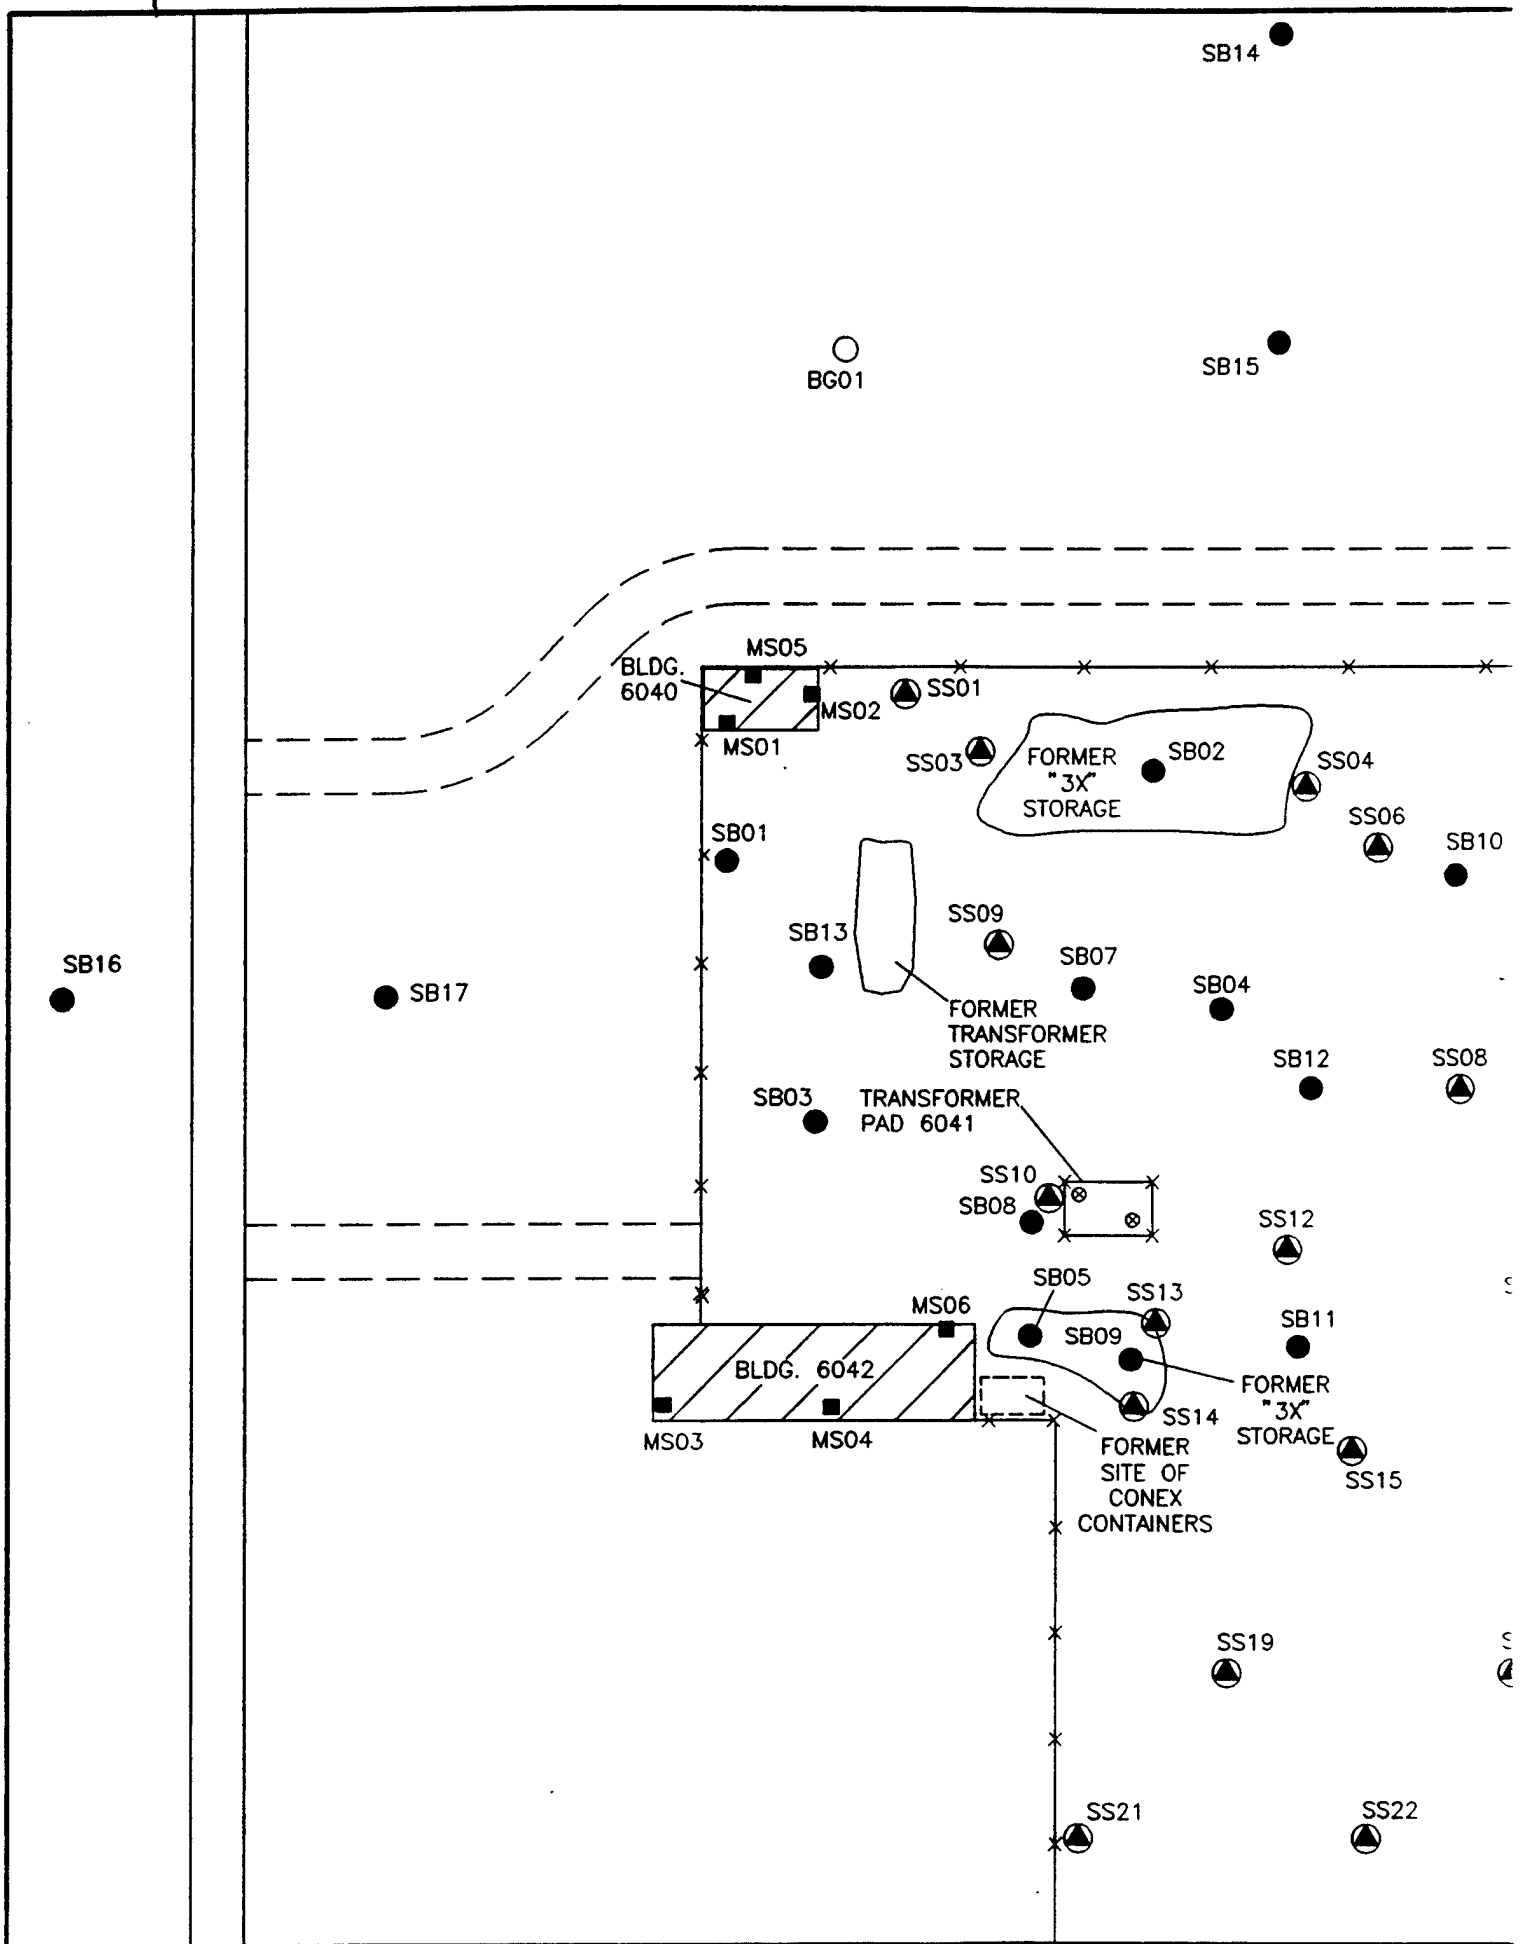 SB14
SB15
BG01
MS05
BLDG.
6040
SS01
MS02
MS01
SS03
FORMER
"3X"
STORAGE
SB02
SS04
SS06
SB10
SB01
SS09
SB13
SB07
SB04
SB16
SB17
FORMER
TRANSFORMER
STORAGE
SB12
SS08
SB03
TRANSFORMER
PAD 6041
SS10
SB08
SS12
SB05
SS13
MS06
SB09
SB11
BLDG. 6042
FORMER
"3X"
STORAGE
SS14
MS03
MS04
FORMER
SITE OF
CONEX
CONTAINERS
SS15
SS19
SS21
SS22